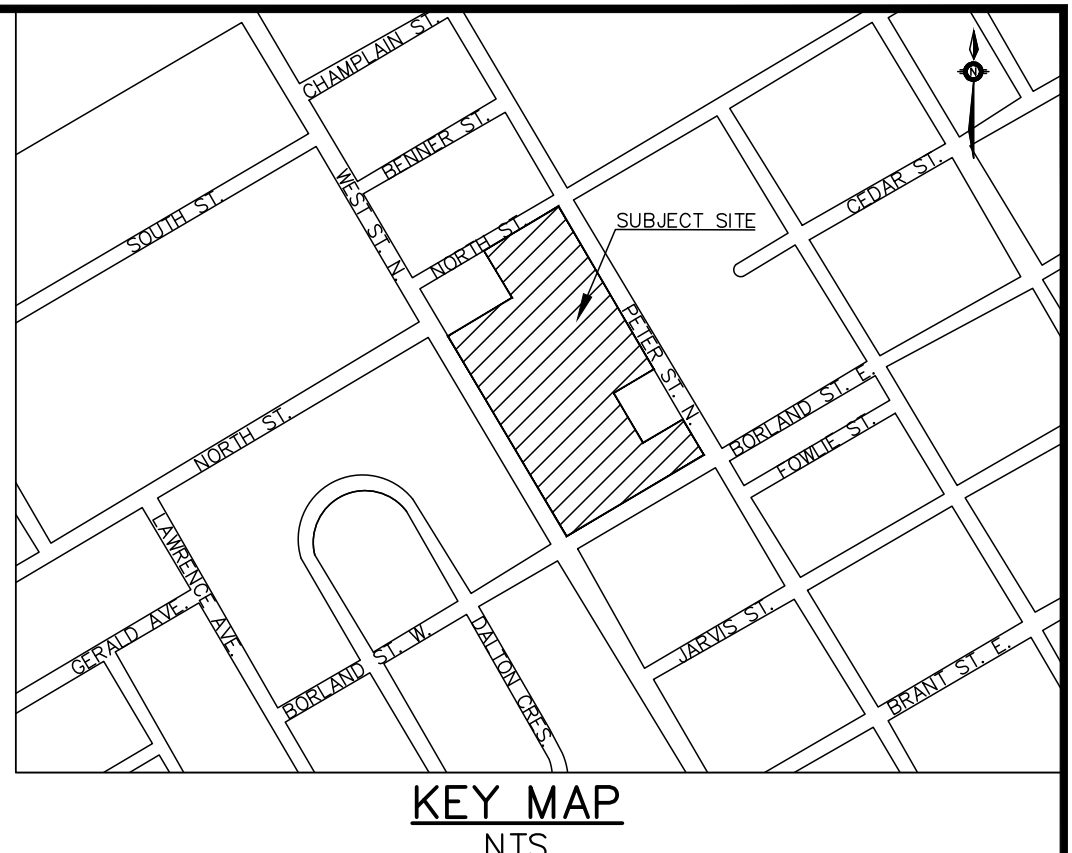 CHAMPLAIN ST.
BENNER ST.
SOUTH ST.
WEST ST. N.
NORTH ST.
SUBJECT SITE
CEDAR ST.
N
PETER ST. N.
BORLAND ST. E.
FOWLIE ST.
NORTH ST.
LAWRENCE AVE.
GERALD AVE.
BORLAND ST. W.
DALTON CRES.
JARVIS ST.
BRANT ST. E.
KEY MAP
NTS